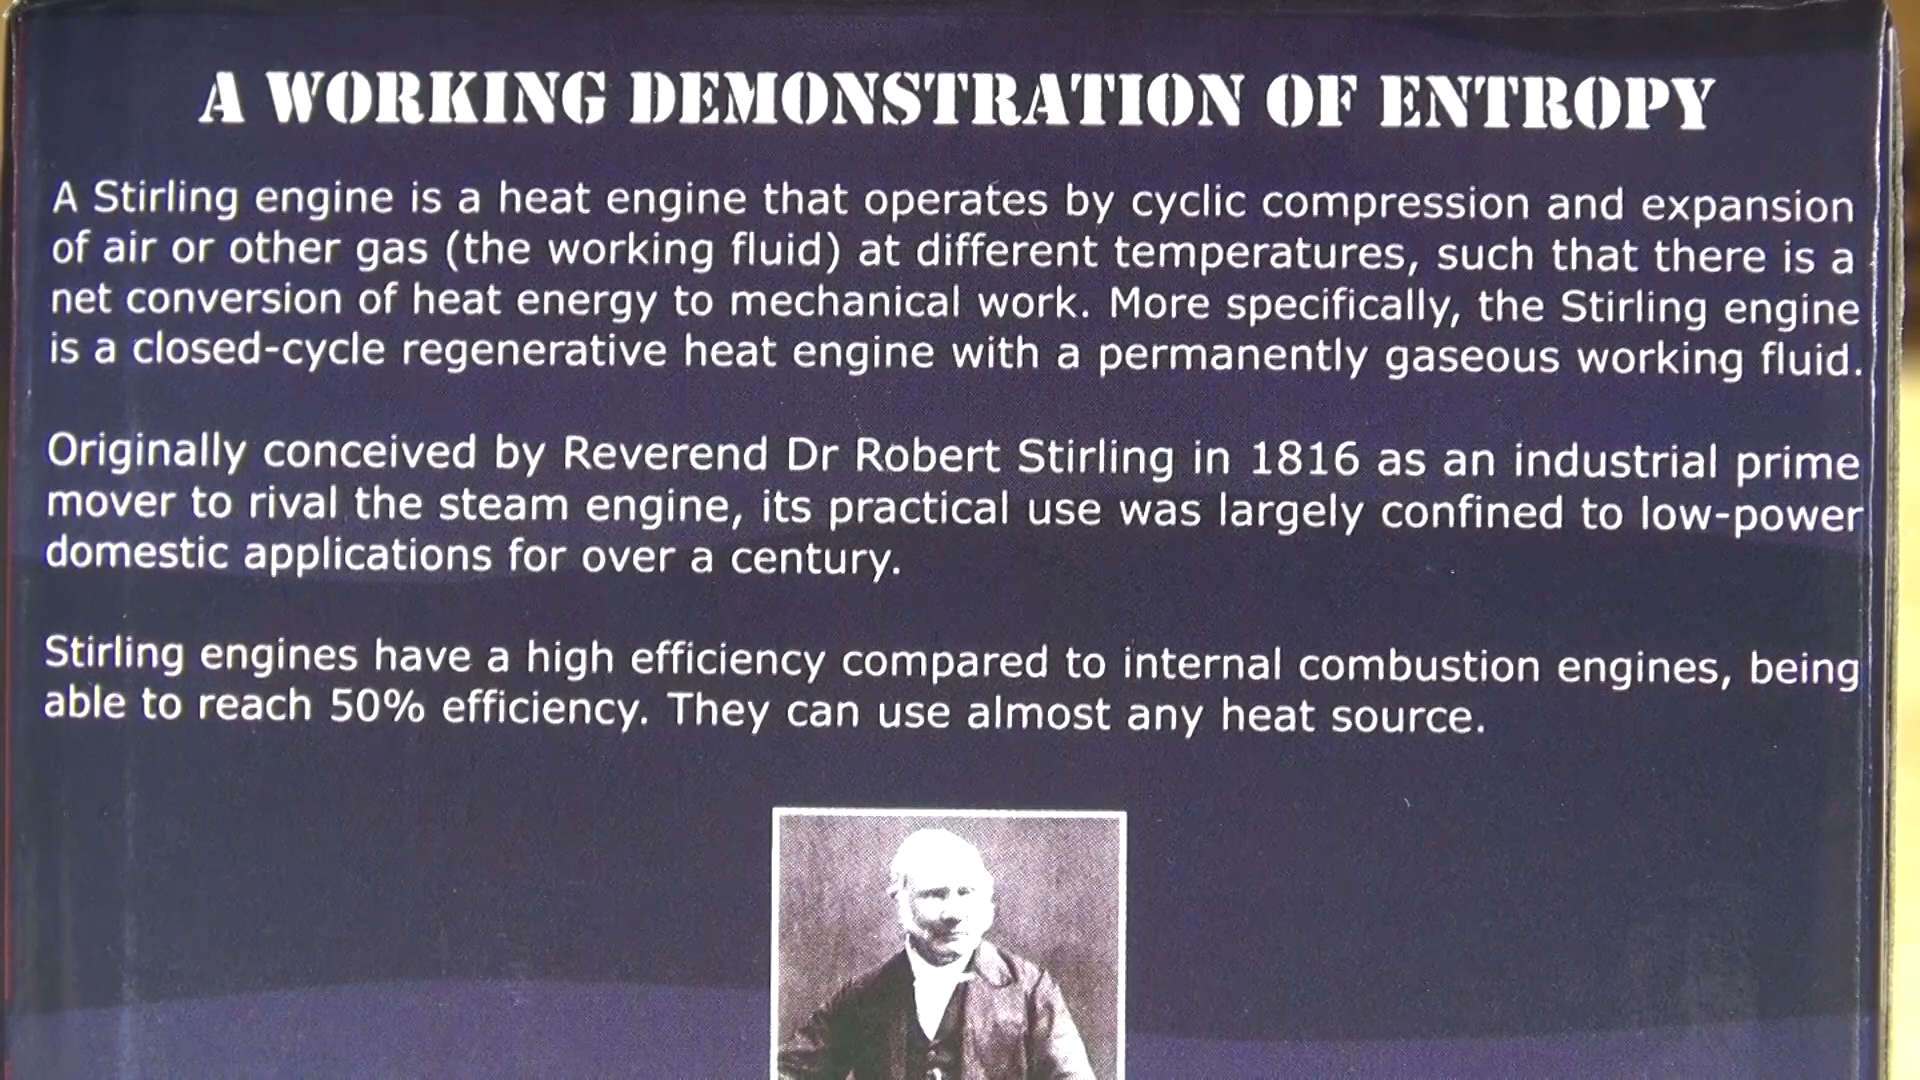 A WORKING DEMONSTRATION OF ENTROPY
A Stirling engine is a heat engine that operates by cyclic compression and expansion
of air or other gas (the working fluid) at different temperatures, such that there is a
net conversion of heat energy to mechanical work. More specifically, the Stirling engine
is a closed-cycle regenerative heat engine with a permanently gaseous working fluid.
Originally conceived by Reverend Dr Robert Stirling in 1816 as an industrial prime
mover to rival the steam engine, its practical use was largely confined to low-power
domestic applications for over a century.
Stirling engines have a high efficiency compared to internal combustion engines, being
able to reach 50% efficiency. They can use almost any heat source.